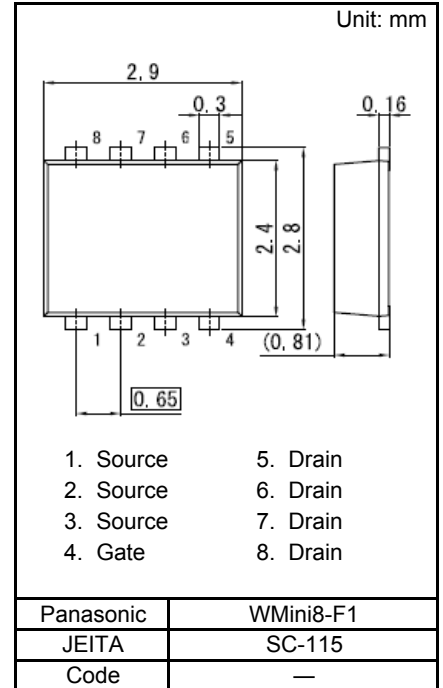 Unit: mm
2, 9
0, 3
0, 16
8 7 6 5
2, 4
2, 8
1 2 3 4
(0, 81)
0, 65
1. Source 5. Drain
2. Source 6. Drain
3. Source 7. Drain
4. Gate 8. Drain
Panasonic WMini8-F1
JEITA SC-115
Code —